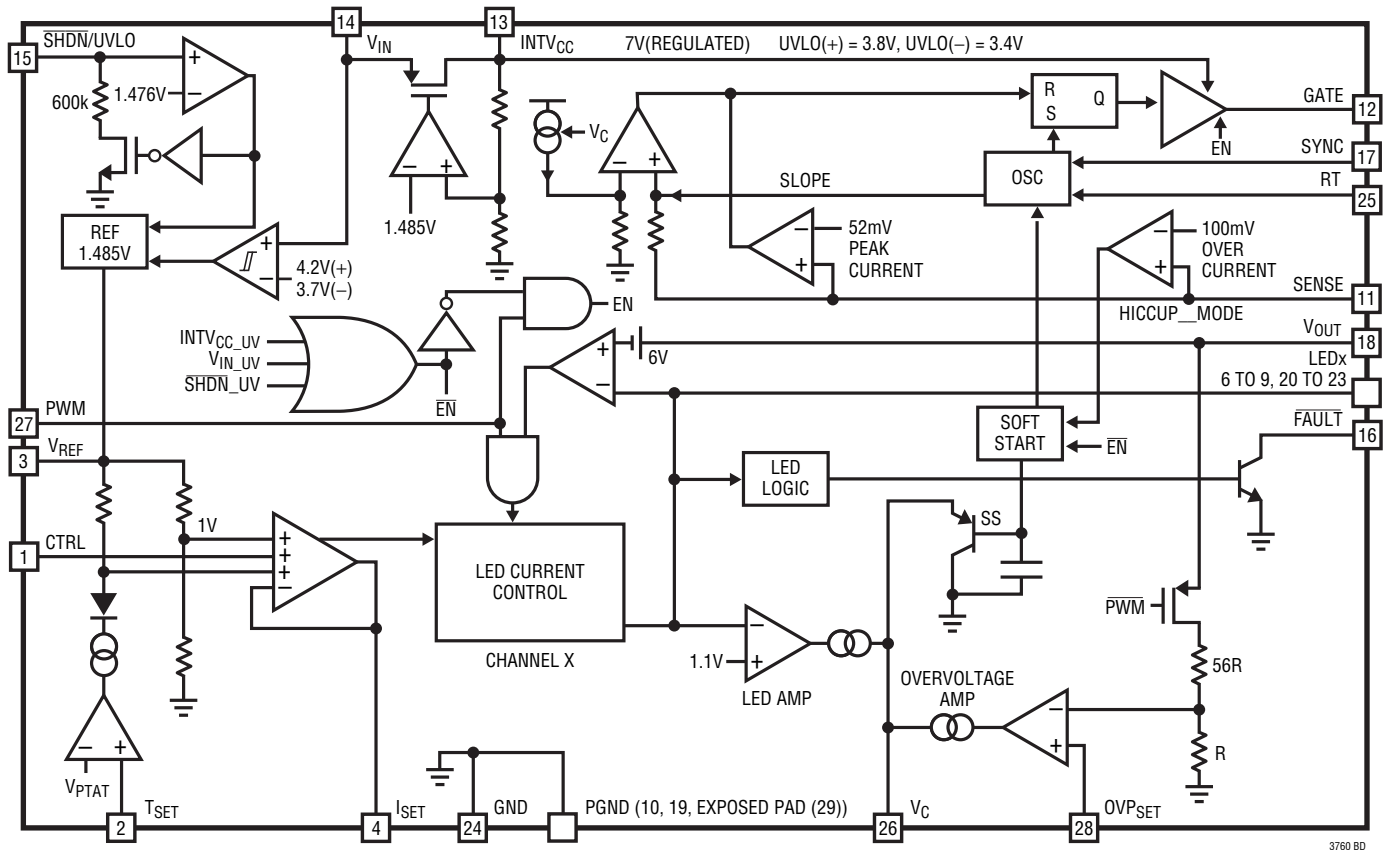 14
13
15
SHDN/UVLO
VIN
INTVCC
7V(REGULATED)
UVLO(+) = 3.8V, UVLO(–) = 3.4V
+
–
1.476V
600k
VC
–
+
R
S
Q
GATE
12
EN
SYNC
17
–
+
1.485V
SLOPE
OSC
RT
25
REF
1.485V
+
–
4.2V(+)
3.7V(–)
–
+
52mV
PEAK
CURRENT
–
+
100mV
OVER
CURRENT
SENSE
11
HICCUP__MODE
EN
INTVCC_UV
VIN_UV
SHDN_UV
EN
+
–
6V
VOUT
18
LEDx
6 TO 9, 20 TO 23
PWM
27
VREF
3
SOFT
START
EN
FAULT
16
LED
LOGIC
1V
CTRL
1
+
+
+
–
LED CURRENT
CONTROL
CHANNEL X
SS
PWM
–
+
1.1V
LED AMP
56R
OVERVOLTAGE
AMP
–
+
R
–
+
VPTAT
TSET
2
ISET
4
GND
24
PGND (10, 19, EXPOSED PAD (29))
VC
26
OVPSET
28
3760 BD